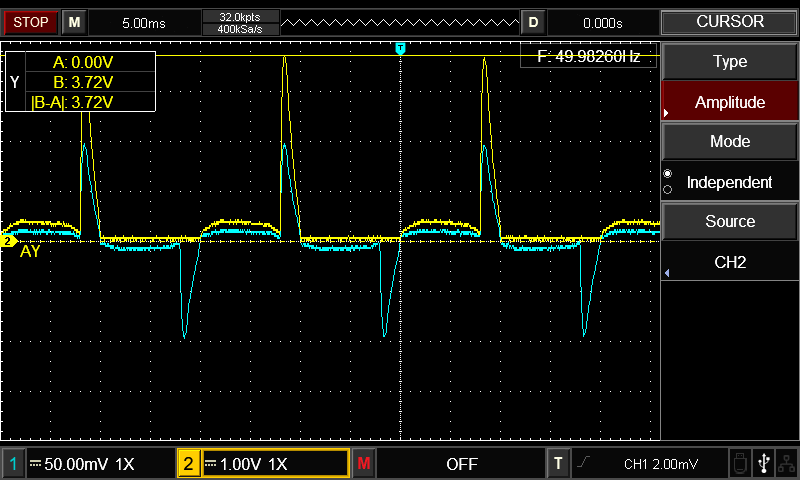 STOP M 5.00ms 32.0kpts D 0.000s CURSOR
400kSa/s
T
F: 49.98260Hz
Type
Y
A: 0.00V
B: 3.72V
|B-A|: 3.72V
Amplitude
Mode
Independent
Source
2
AY
CH2
1 50.00mV 1X 2 1.00V 1X M OFF T CH1 2.00mV